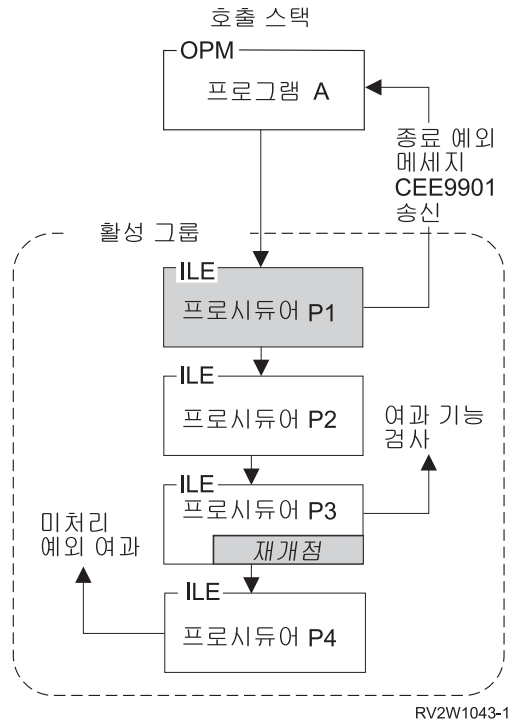 호출 스택
OPM
프로그램 A
종료 예외
메세지
CEE9901
송신
활성 그룹
ILE
프로시듀어 P1
ILE
프로시듀어 P2
여과 기능
검사
ILE
프로시듀어 P3
재개점
미처리
예외 여과
ILE
프로시듀어 P4
RV2W1043-1